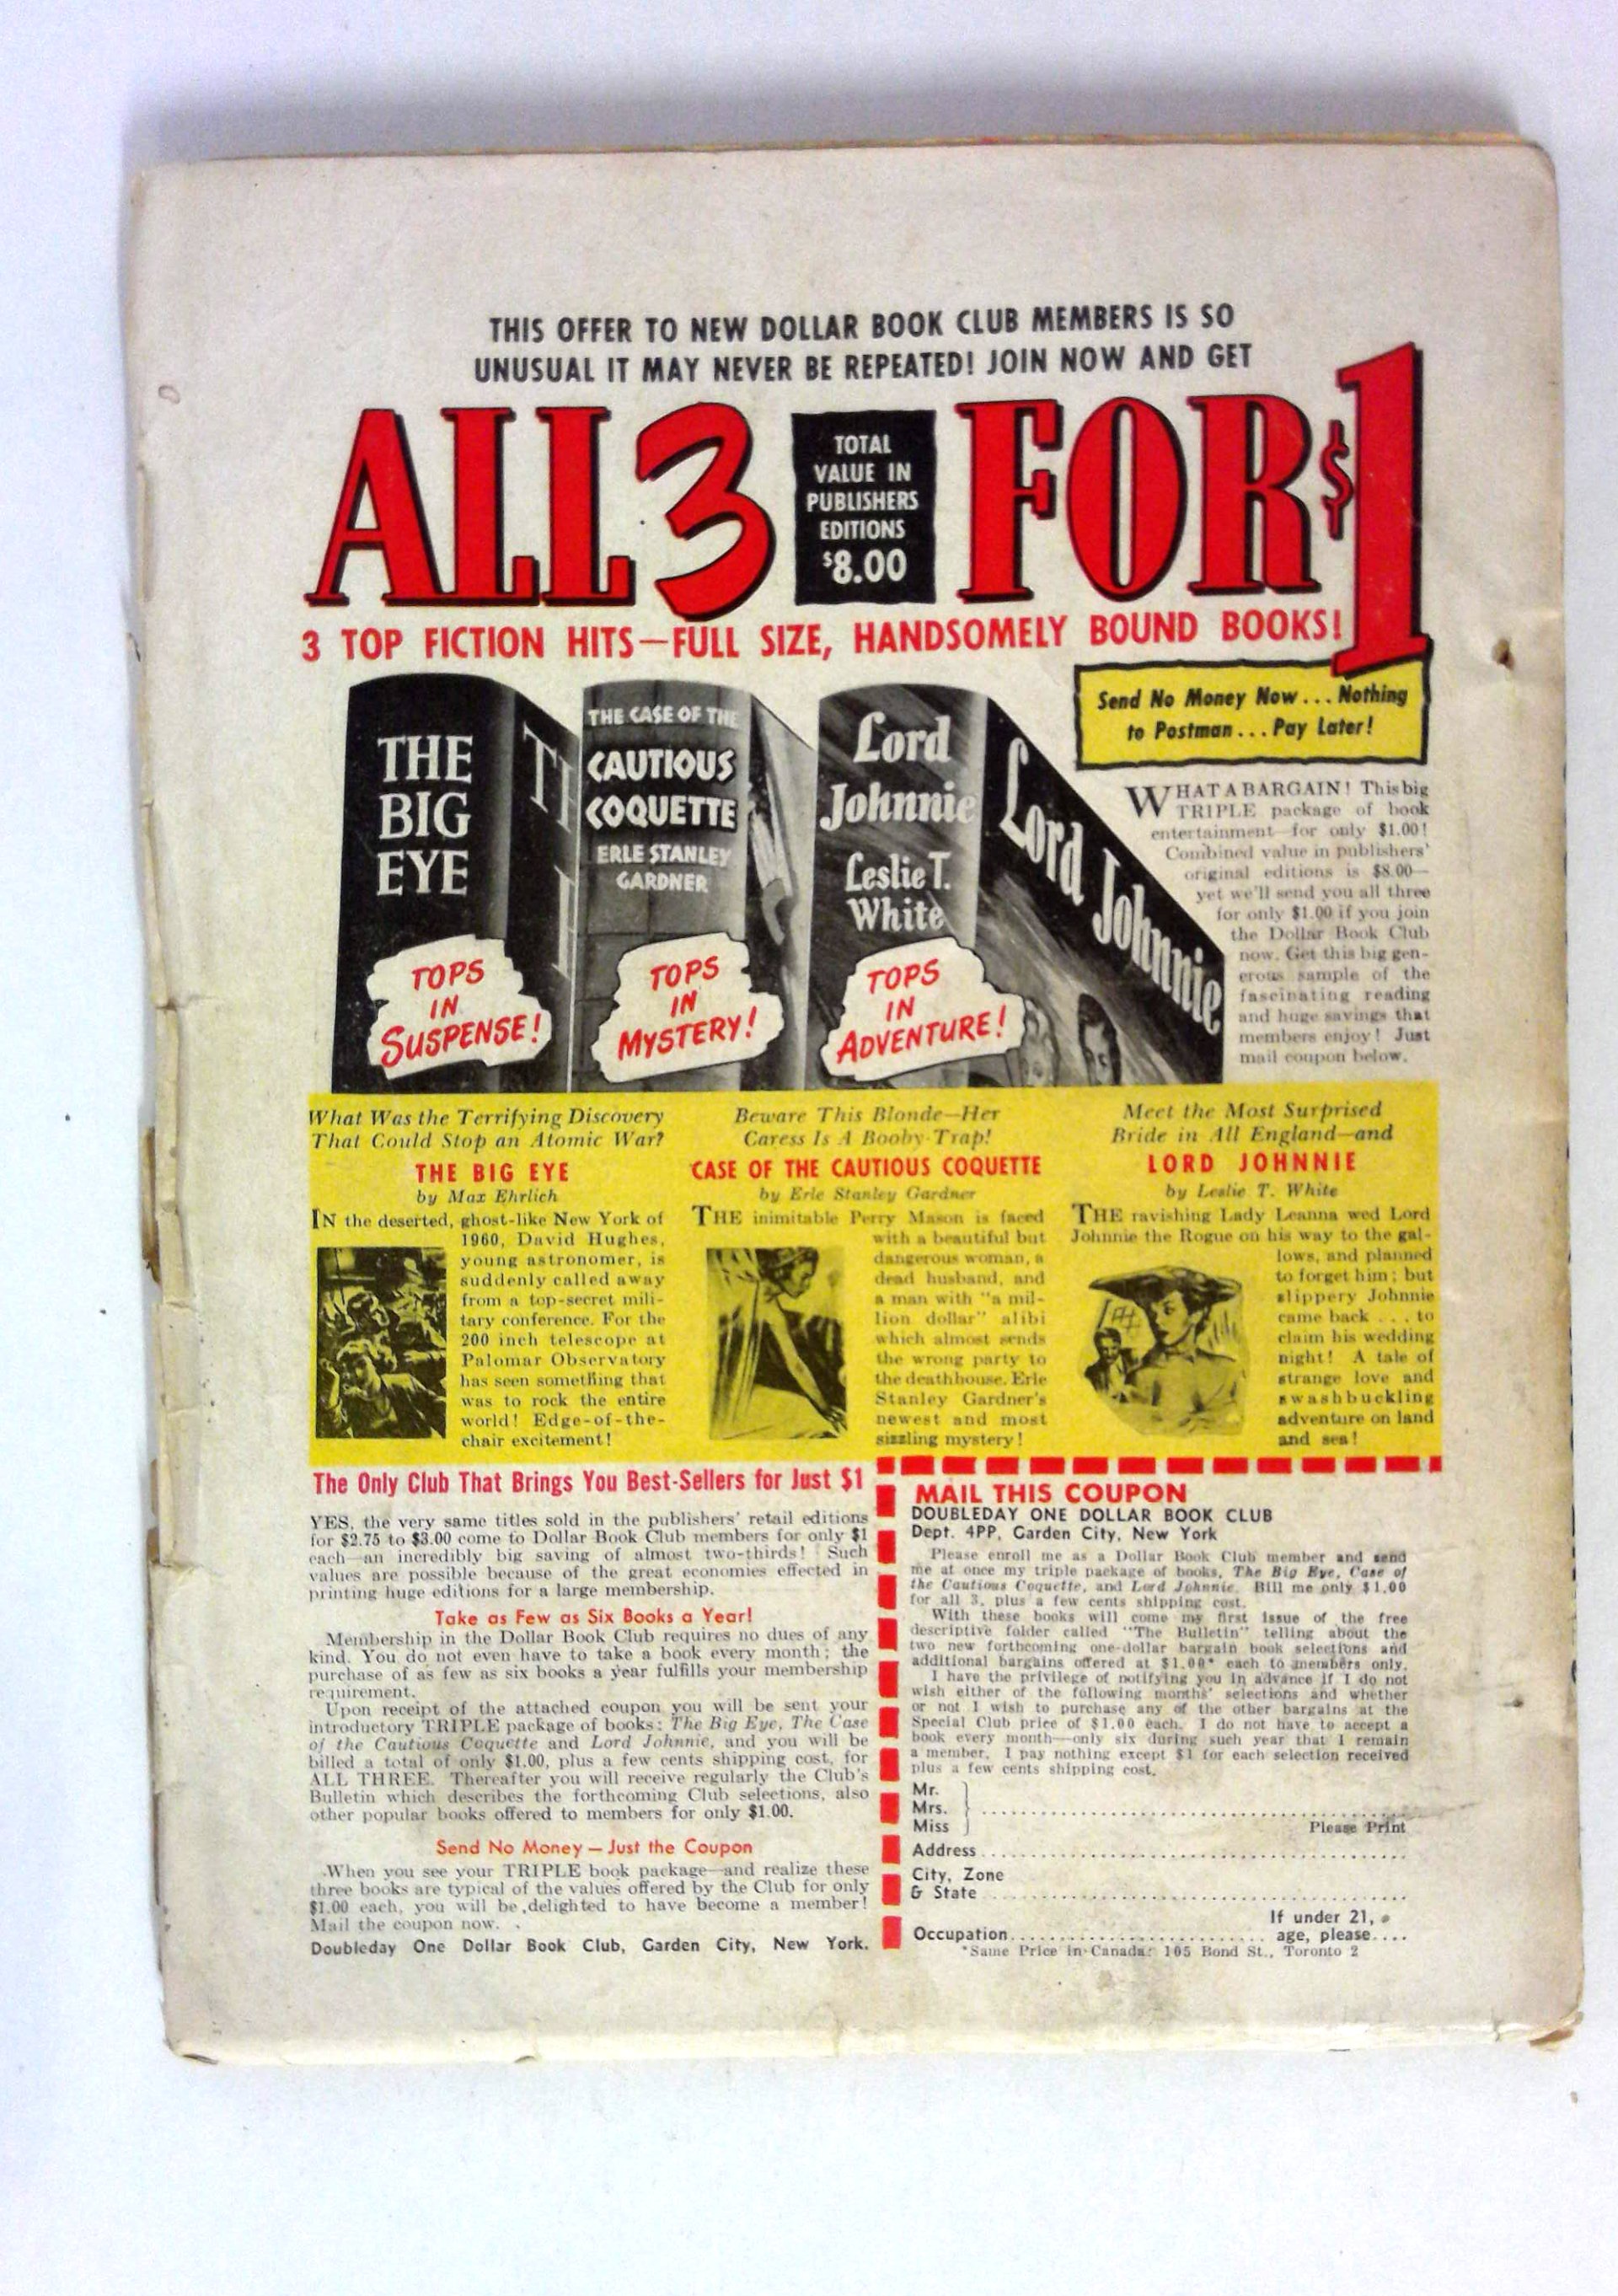 THIS OFFER TO NEW DOLLAR BOOK CLUB MEMBERS IS SO
UNUSUAL IT MAY NEVER BE REPEATED! JOIN NOW AND GET
ALL 3 FOR $1
TOTAL
VALUE IN
PUBLISHERS
EDITIONS
$8.00
3 TOP FICTION HITS—FULL SIZE, HANDSOMELY BOUND BOOKS!
Send No Money Now... Nothing
to Postman... Pay Later!
THE
BIG
EYE
TOPS
IN
SUSPENSE!
THE CASE OF THE
CAUTIOUS
COQUETTE
ERLE STANLEY
GARDNER
TOPS
IN
MYSTERY!
Lord
Johnnie
Leslie T.
White
TOPS
IN
ADVENTURE!
Lord Johnnie
WHAT A BARGAIN! This big
TRIPLE package of book
entertainment for only $1.00!
Combined value in publishers'
original editions is $8.00—
yet we'll send you all three
for only $1.00 if you join
the Dollar Book Club
now. Get this big gen-
erous sample of the
fascinating reading
and huge savings that
members enjoy! Just
mail coupon below.
What Was the Terrifying Discovery
That Could Stop an Atomic War?
THE BIG EYE
by Max Ehrlich
IN the deserted, ghost-like New York of
1960, David Hughes,
young astronomer, is
suddenly called away
from a top-secret mili-
tary conference. For the
200 inch telescope at
Palomar Observatory
has seen something that
was to rock the entire
world! Edge-of-the-
chair excitement!
Beware This Blonde—Her
Caress Is A Booby-Trap!
CASE OF THE CAUTIOUS COQUETTE
by Erle Stanley Gardner
THE inimitable Perry Mason is faced
with a beautiful but
dangerous woman, a
dead husband, and
a man with "a mil-
lion dollar" alibi
which almost sends
the wrong party to
the deathhouse. Erle
Stanley Gardner's
newest and most
sizzling mystery!
Meet the Most Surprised
Bride in All England—and
LORD JOHNNIE
by Leslie T. White
THE ravishing Lady Leanna wed Lord
Johnnie the Rogue on his way to the gal-
lows, and planned
to forget him; but
slippery Johnnie
came back . . . to
claim his wedding
night! A tale of
strange love and
swashbuckling
adventure on land
and sea!
The Only Club That Brings You Best-Sellers for Just $1
YES, the very same titles sold in the publishers' retail editions
for $2.75 to $3.00 come to Dollar Book Club members for only $1
each—an incredibly big saving of almost two-thirds! Such
values are possible because of the great economies effected in
printing huge editions for a large membership.
Take as Few as Six Books a Year!
Membership in the Dollar Book Club requires no dues of any
kind. You do not even have to take a book every month; the
purchase of as few as six books a year fulfills your membership
requirement.
Upon receipt of the attached coupon you will be sent your
introductory TRIPLE package of books: The Big Eye, The Case
of the Cautious Coquette and Lord Johnnie, and you will be
billed a total of only $1.00, plus a few cents shipping cost, for
ALL THREE. Thereafter you will receive regularly the Club's
Bulletin which describes the forthcoming Club selections, also
other popular books offered to members for only $1.00.
Send No Money — Just the Coupon
When you see your TRIPLE book package—and realize these
three books are typical of the values offered by the Club for only
$1.00 each, you will be delighted to have become a member!
Mail the coupon now.
Doubleday One Dollar Book Club, Garden City, New York.
MAIL THIS COUPON
DOUBLEDAY ONE DOLLAR BOOK CLUB
Dept. 4PP, Garden City, New York
Please enroll me as a Dollar Book Club member and send
me at once my triple package of books, The Big Eye, Case of
the Cautious Coquette, and Lord Johnnie. Bill me only $1.00
for all 3, plus a few cents shipping cost.
With these books will come my first issue of the free
descriptive folder called "The Bulletin" telling about the
two new forthcoming one-dollar bargain book selections and
additional bargains offered at $1.00* each to members only.
I have the privilege of notifying you in advance if I do not
wish either of the following months' selections and whether
or not I wish to purchase any of the other bargains at the
Special Club price of $1.00 each. I do not have to accept a
book every month—only six during such year that I remain
a member. I pay nothing except $1 for each selection received
plus a few cents shipping cost.
Mr.
Mrs.
Miss
Please Print
Address
City, Zone
& State
If under 21,
Occupation
age, please....
*Same Price in Canada: 105 Bond St., Toronto 2